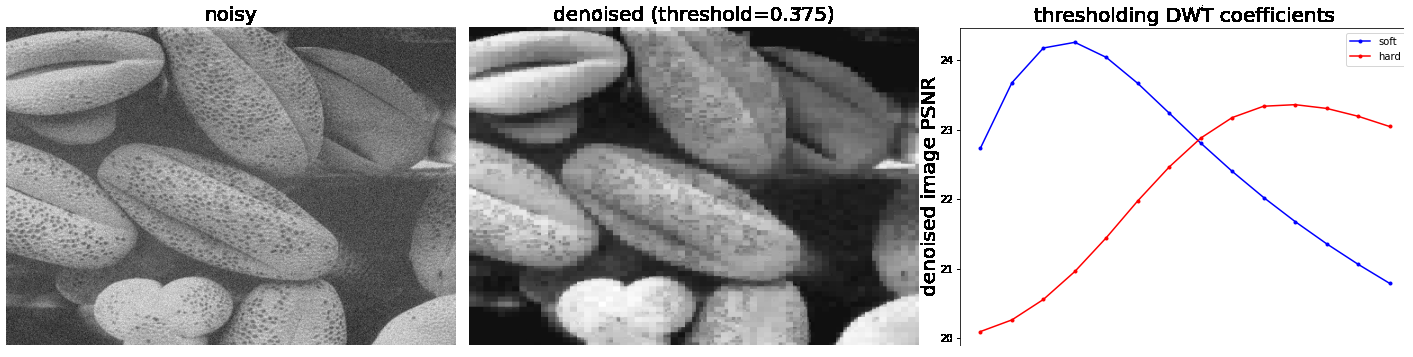 noisy
denoised (threshold=0.375)
thresholding DWT coefficients
soft
hard
denoised image PSNR
24
23
22
21
20